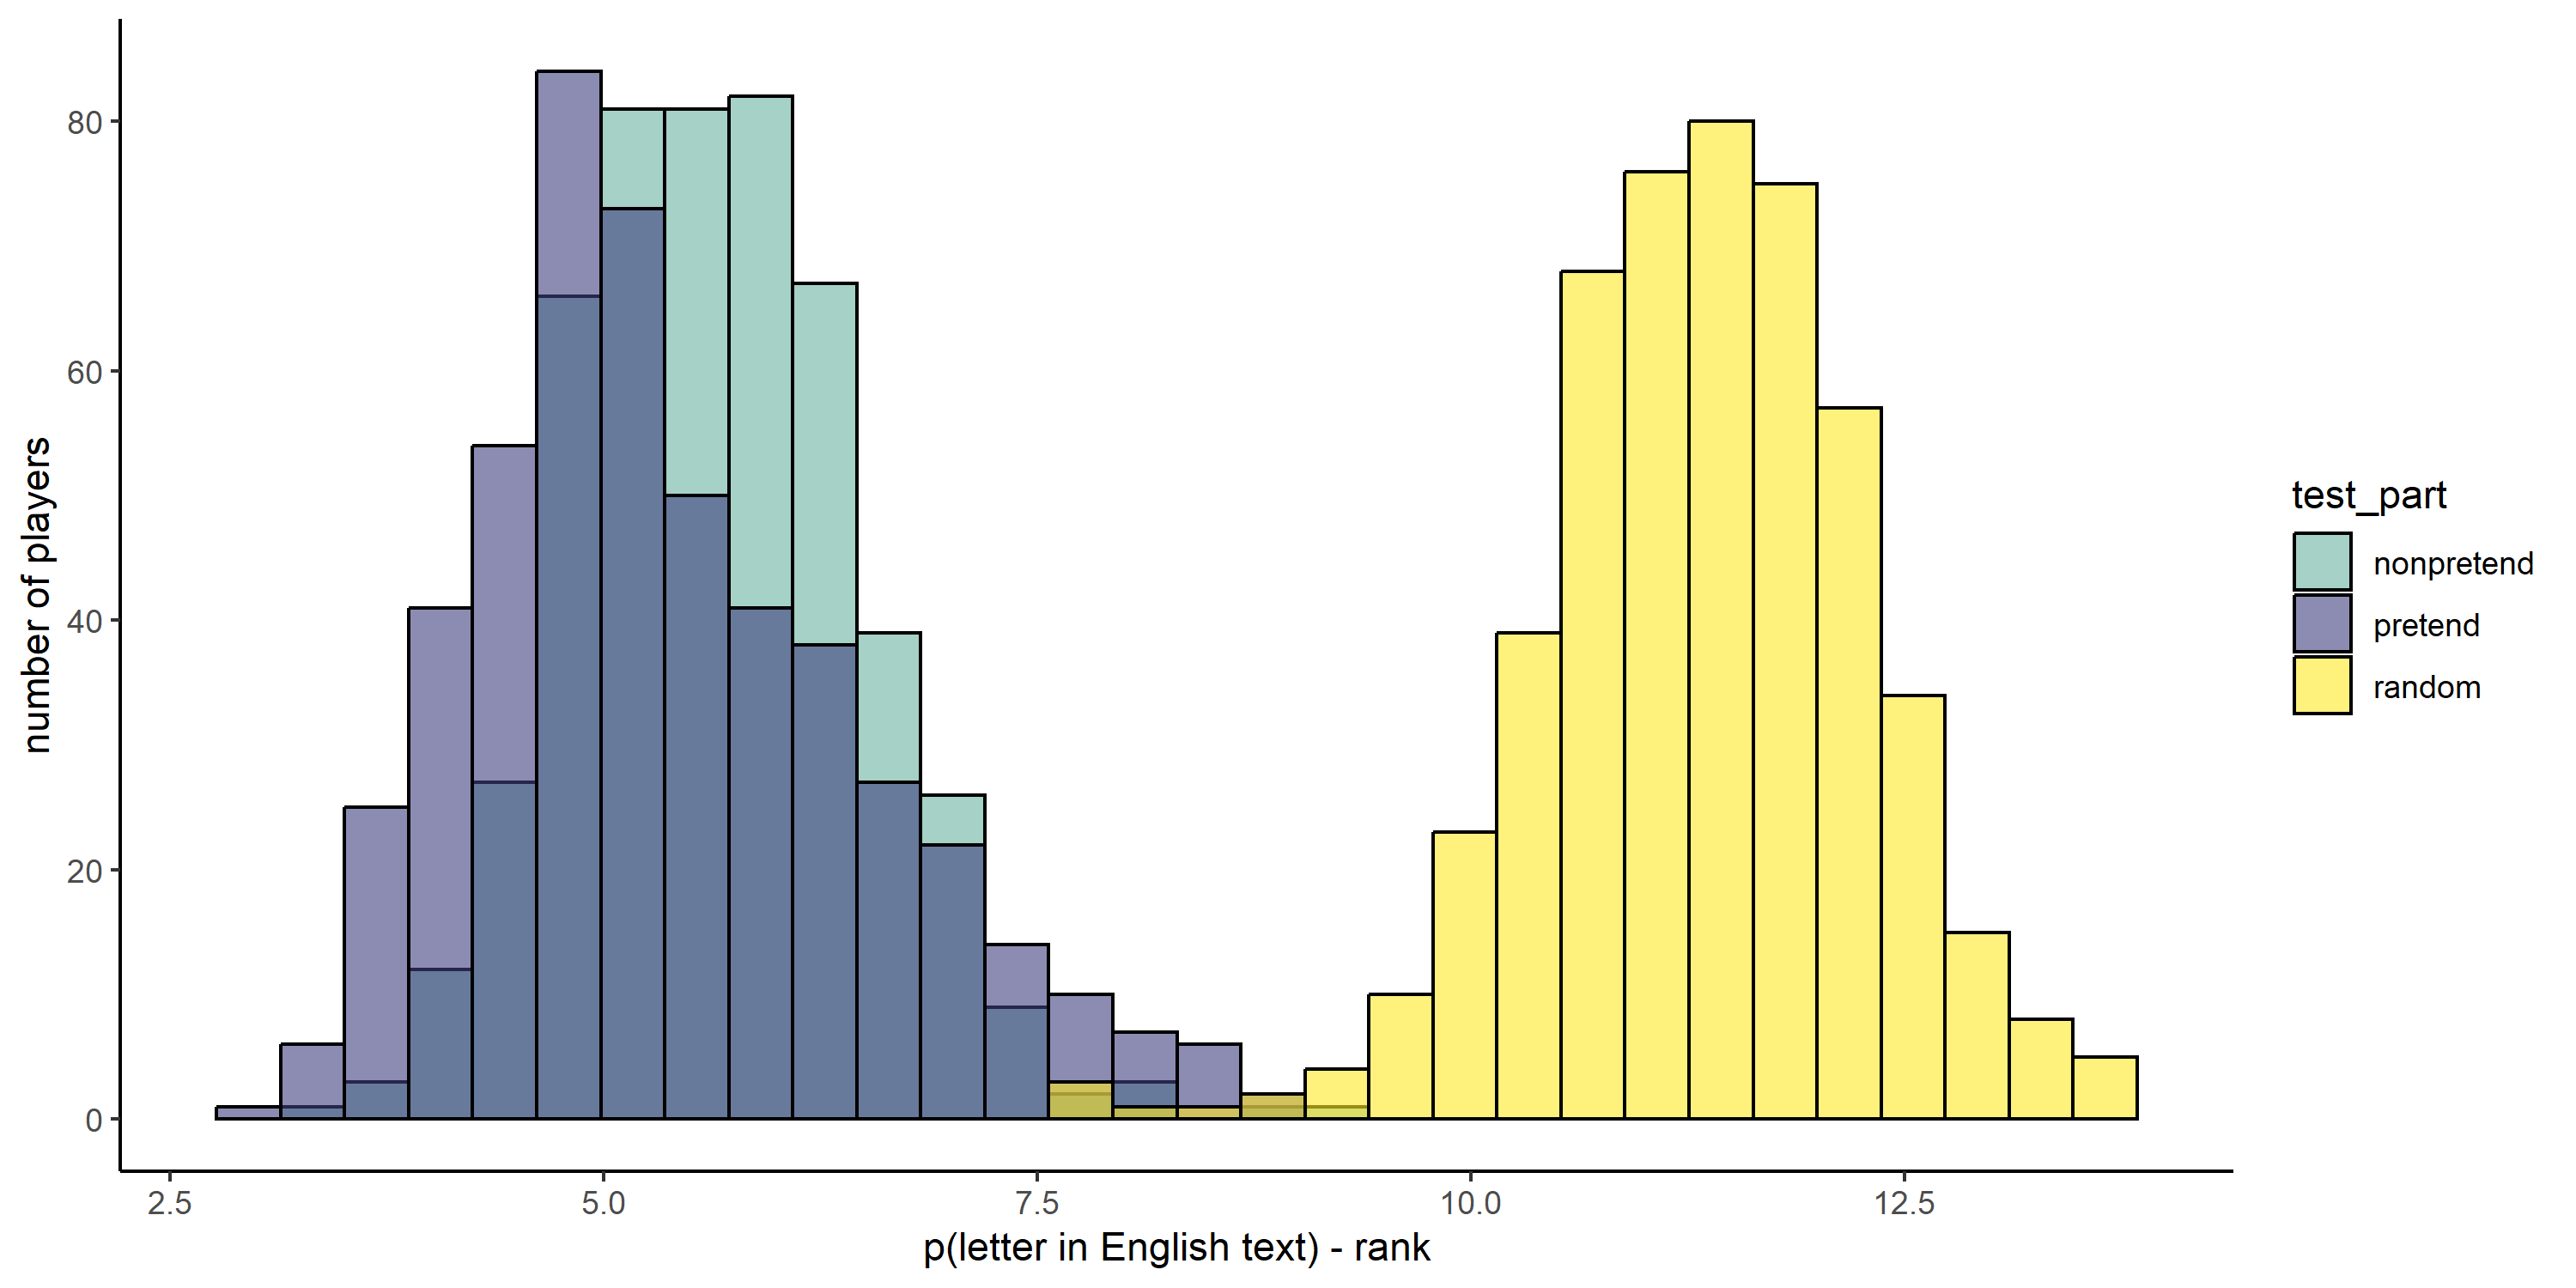 80
60
40
20
0
number of players
2.5 5.0 7.5 10.0 12.5
p(letter in English text) - rank
test_part
nonpretend
pretend
random